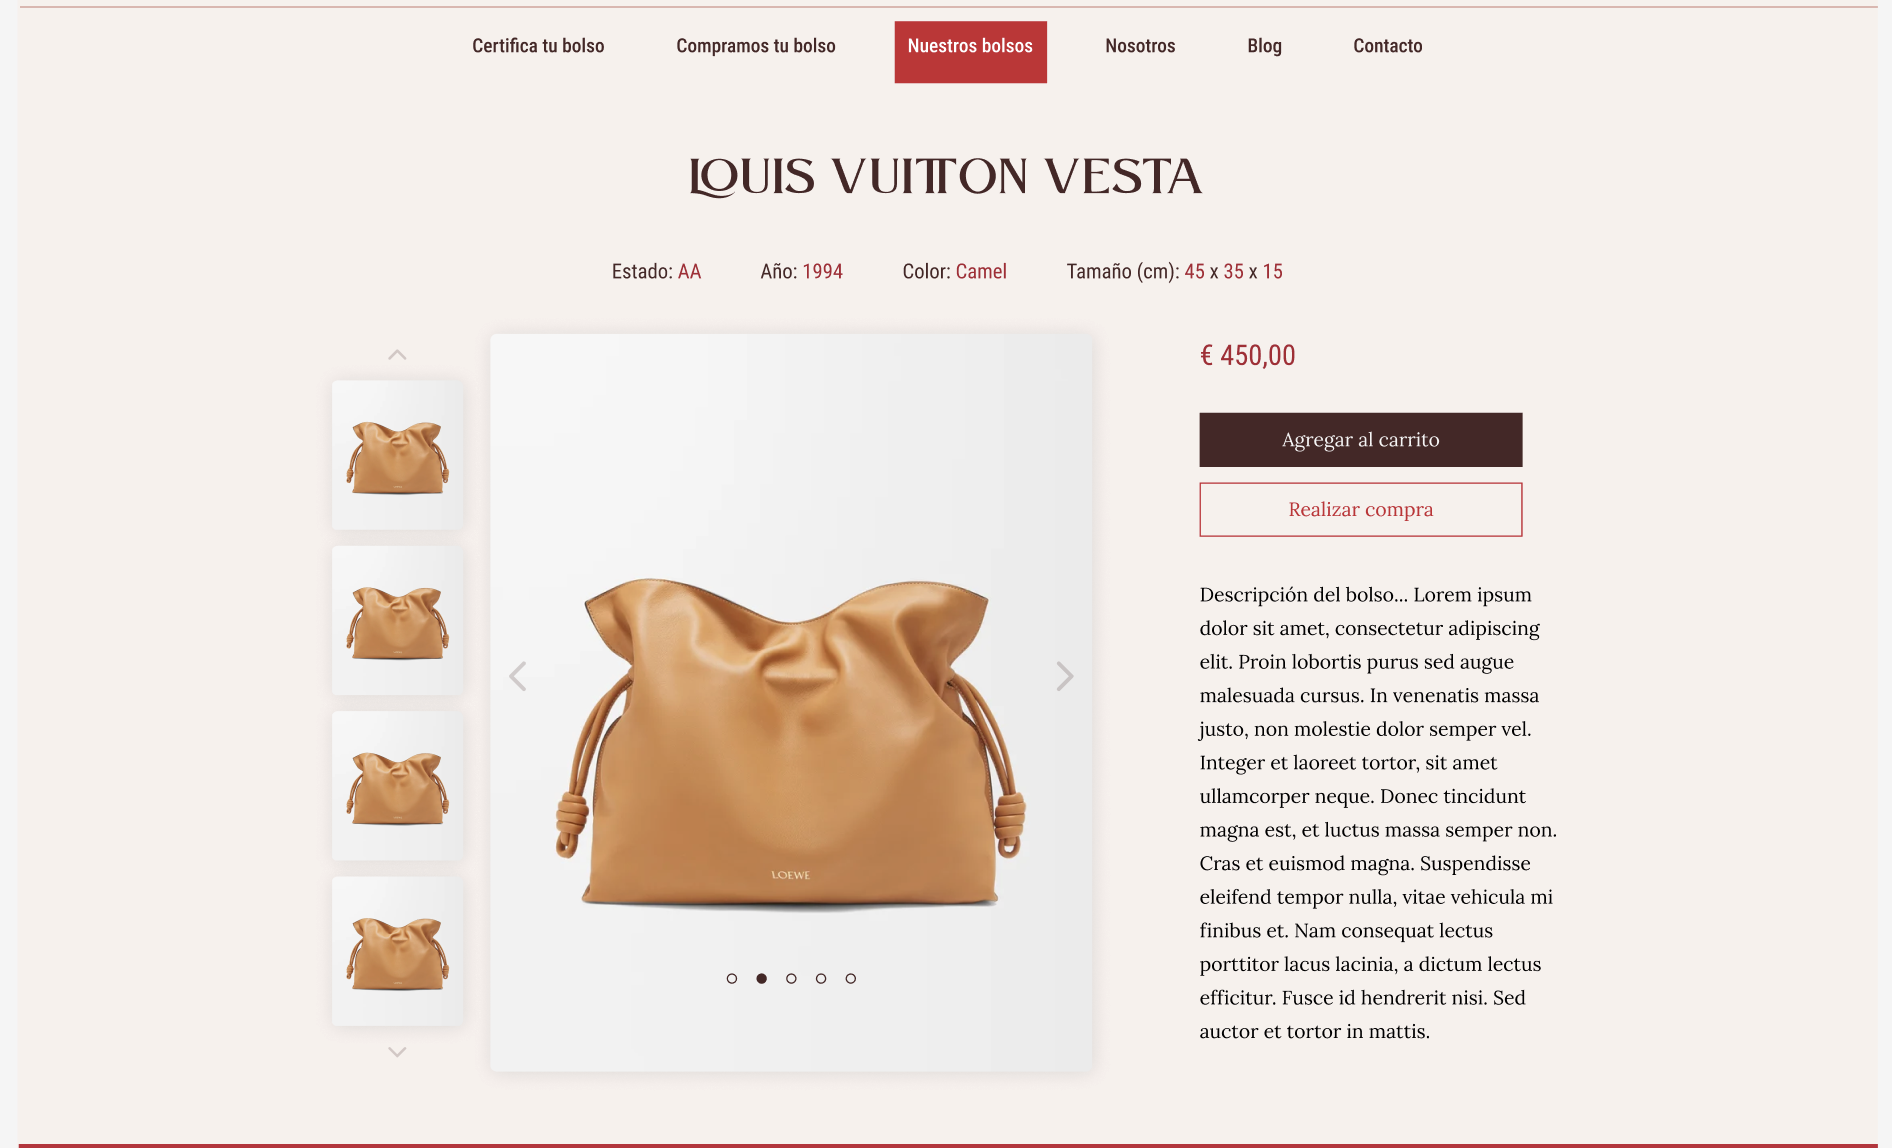 Certifica tu bolso
Compramos tu bolso
Nuestros bolsos
Nosotros
Blog
Contacto
LOUIS VUITTON VESTA
Estado: AA
Año: 1994
Color: Camel
Tamaño (cm): 45 x 35 x 15
LOEWE
€ 450,00
Agregar al carrito
Realizar compra
Descripción del bolso... Lorem ipsum
dolor sit amet, consectetur adipiscing
elit. Proin lobortis purus sed augue
malesuada cursus. In venenatis massa
justo, non molestie dolor semper vel.
Integer et laoreet tortor, sit amet
ullamcorper neque. Donec tincidunt
magna est, et luctus massa semper non.
Cras et euismod magna. Suspendisse
eleifend tempor nulla, vitae vehicula mi
finibus et. Nam consequat lectus
porttitor lacus lacinia, a dictum lectus
efficitur. Fusce id hendrerit nisi. Sed
auctor et tortor in mattis.